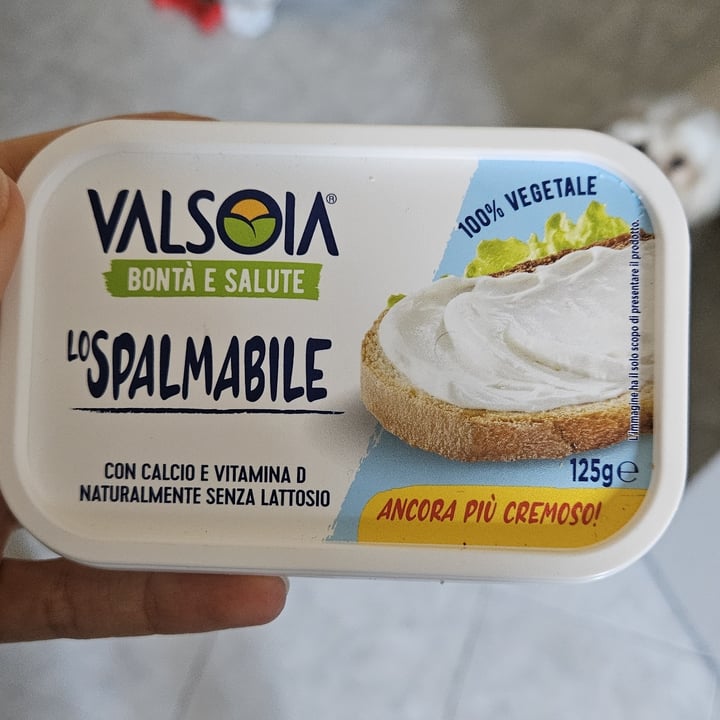 VALSOIA®
BONTÀ E SALUTE
LO SPALMABILE
CON CALCIO E VITAMINA D
NATURALMENTE SENZA LATTOSIO
100% VEGETALE
L'immagine ha il solo scopo di presentare il prodotto.
125g ℮
ANCORA PIÙ CREMOSO!